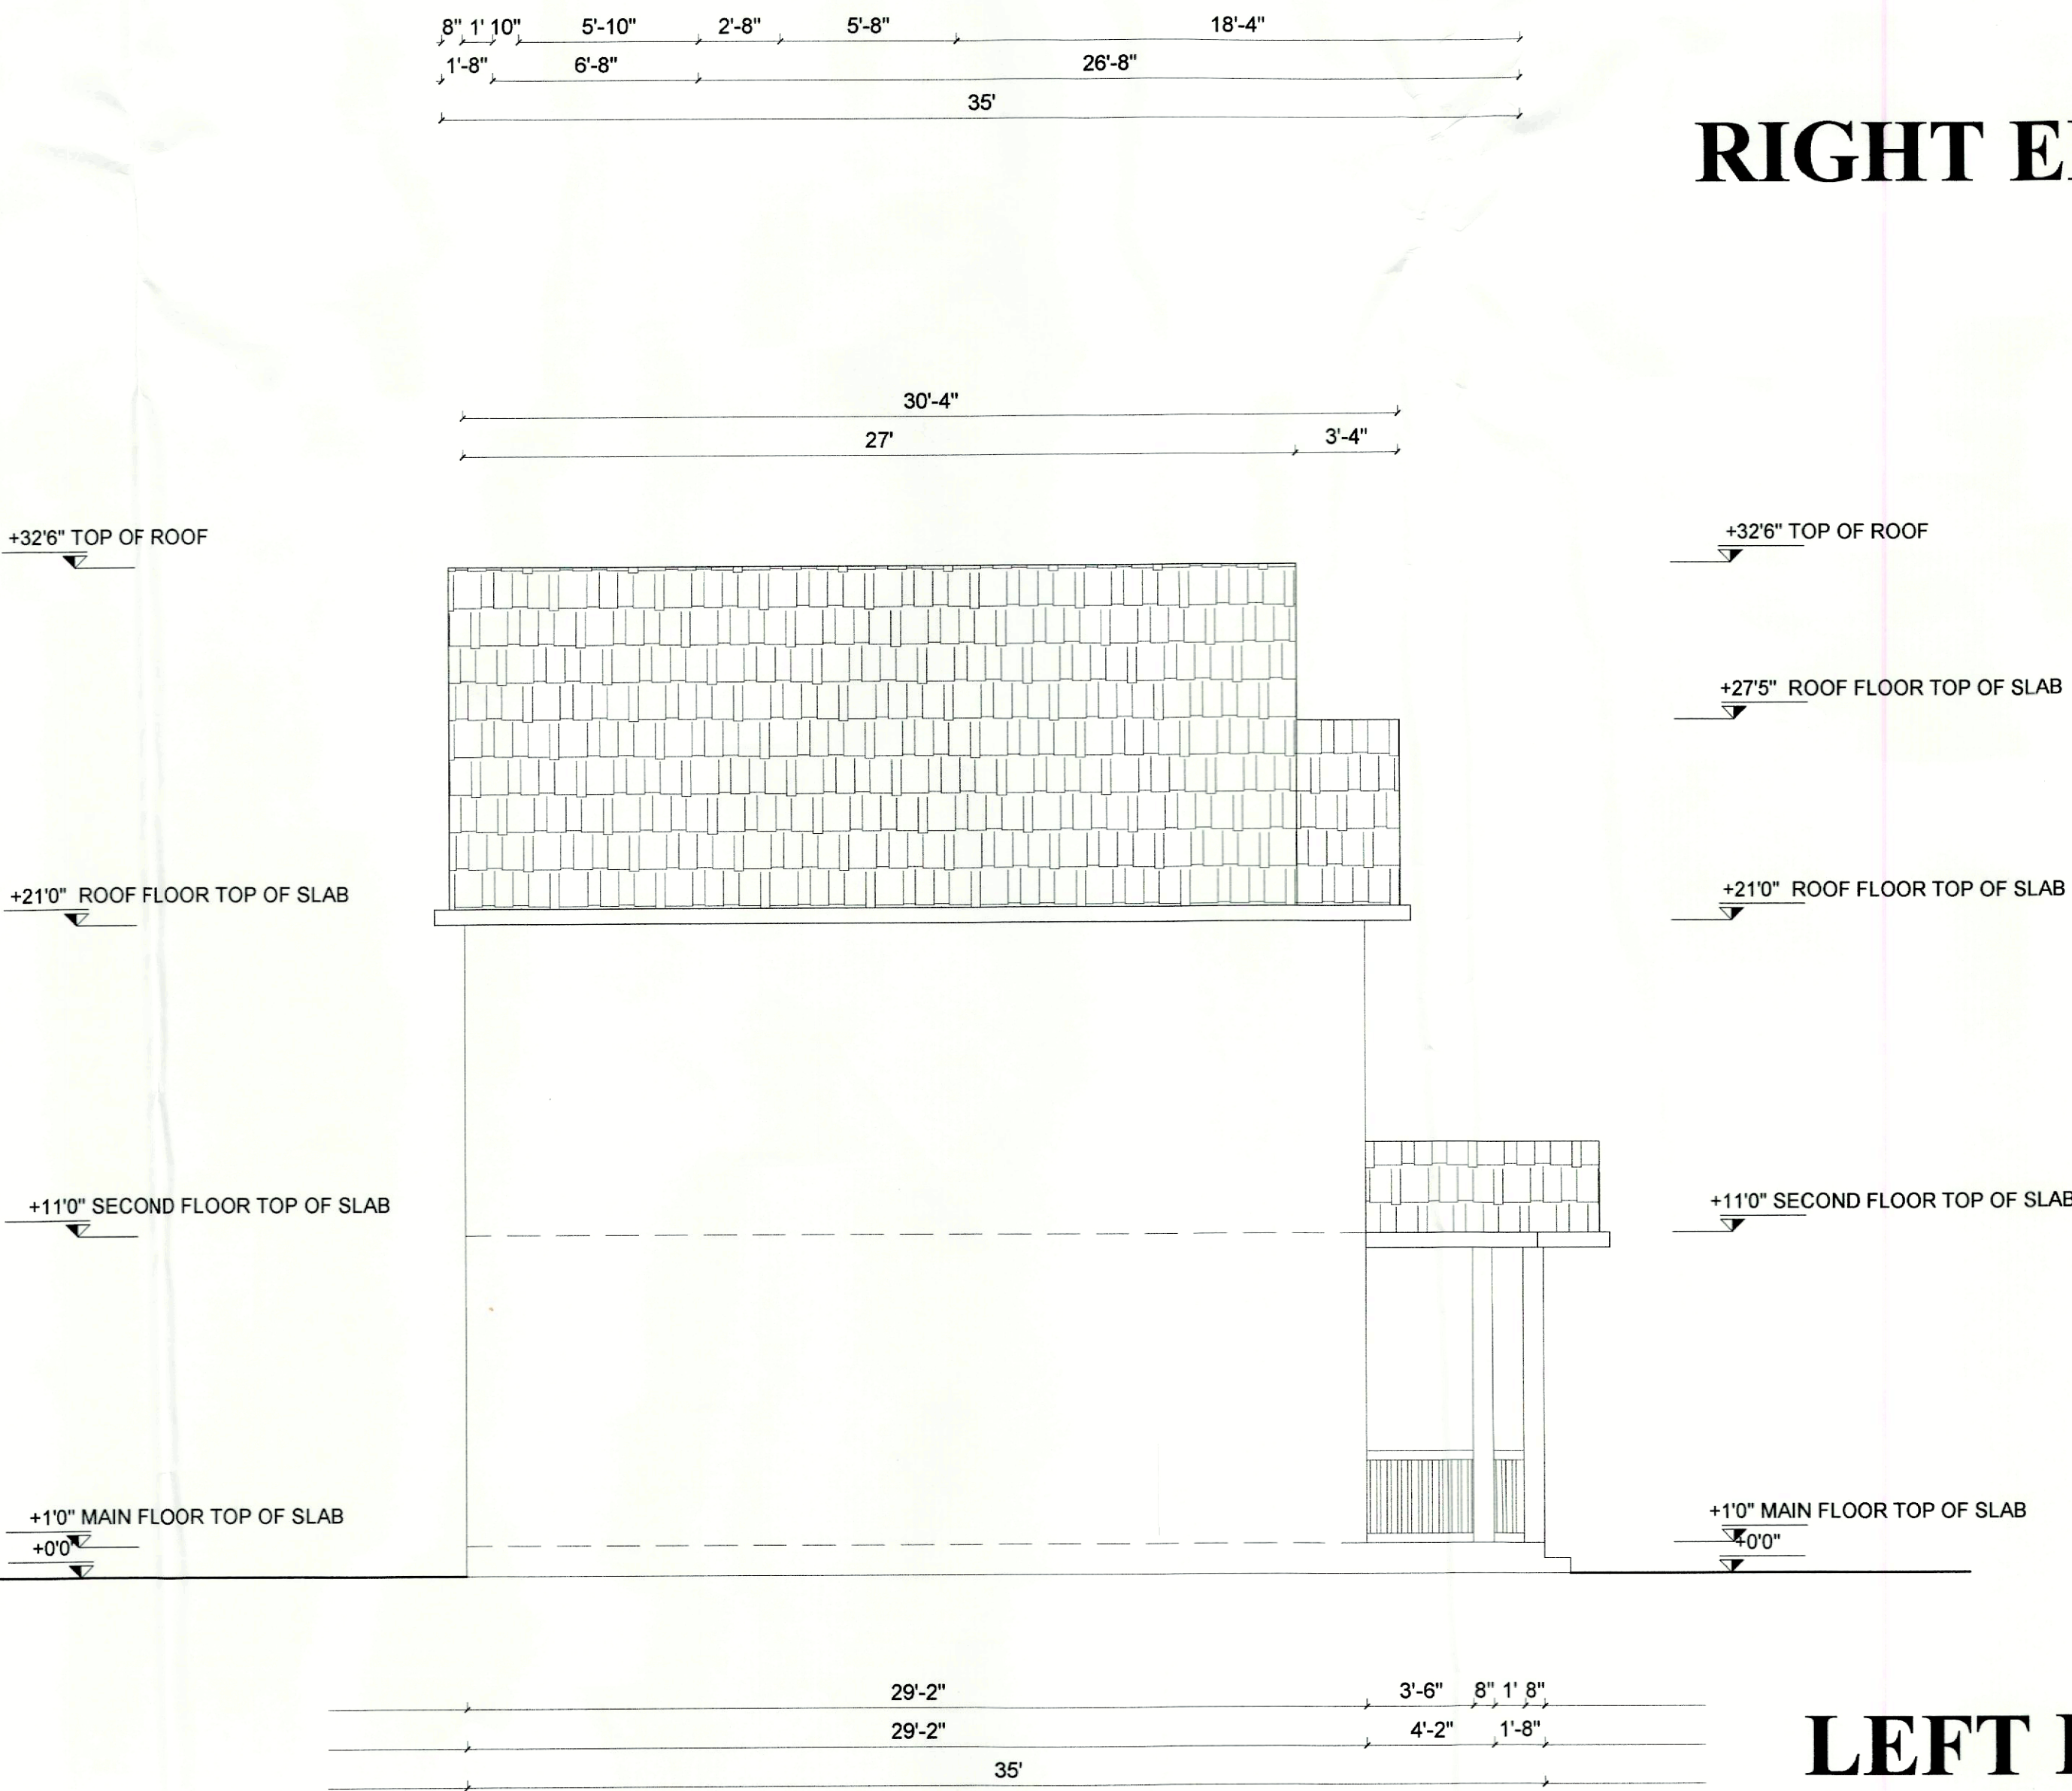 8" 1' 10" 5'-10" 2'-8" 5'-8" 18'-4"
1'-8" 6'-8" 26'-8"
35'
RIGHT
30'-4"
27' 3'-4"
+32'6" TOP OF ROOF
+32'6" TOP OF ROOF
+27'5" ROOF FLOOR TOP OF SLAB
+21'0" ROOF FLOOR TOP OF SLAB
+21'0" ROOF FLOOR TOP OF SLAB
+11'0" SECOND FLOOR TOP OF SLAB
+11'0" SECOND FLOOR TOP OF SLAB
+1'0" MAIN FLOOR TOP OF SLAB
+0'0"
+1'0" MAIN FLOOR TOP OF SLAB
+0'0"
29'-2" 3'-6" 8" 1' 8"
29'-2" 4'-2" 1'-8"
LEFT
35'